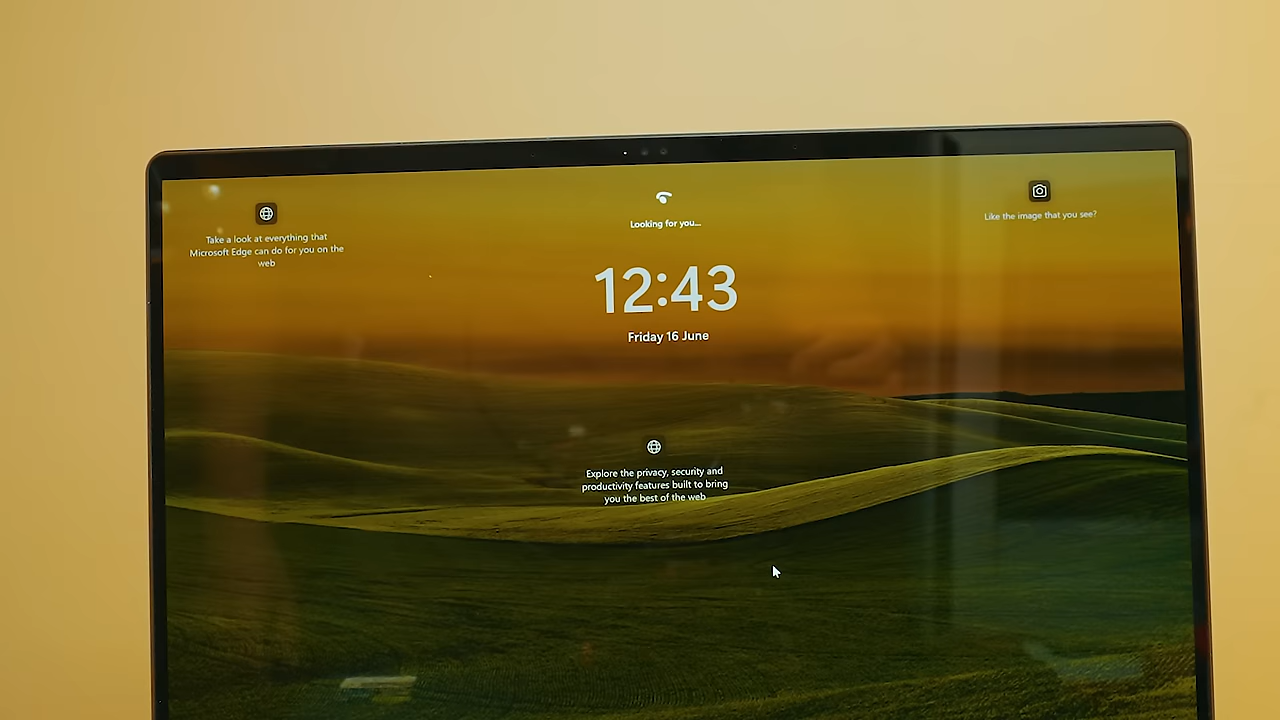 Looking for you...
Take a look at everything that
Microsoft Edge can do for you on the
web
Like the image that you see?
12:43
Friday 16 June
Explore the privacy, security and
productivity features built to bring
you the best of the web